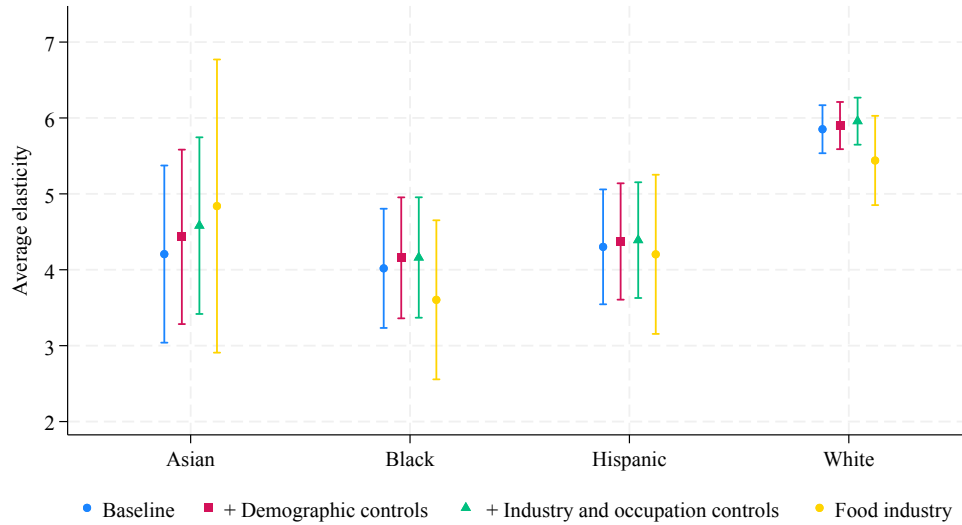 7
6
5
4
3
2
Average elasticity
Asian Black Hispanic White
Baseline + Demographic controls + Industry and occupation controls Food industry